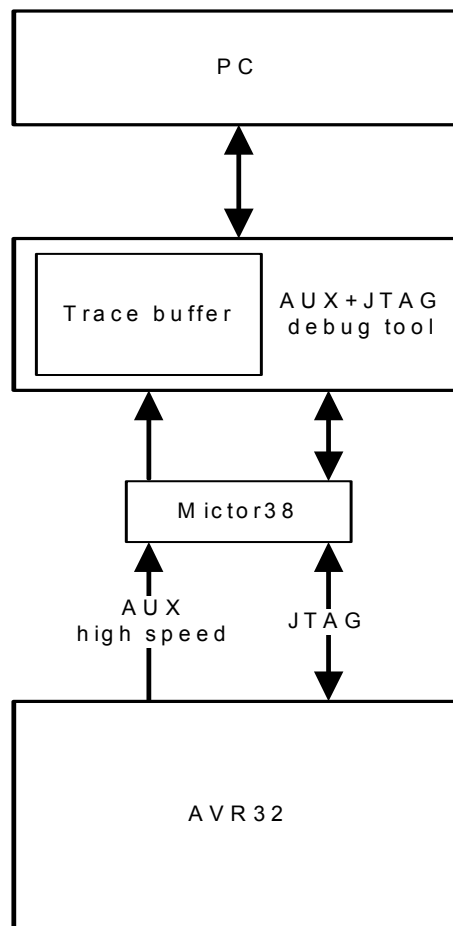 PC
Trace buffer
AUX+JTAG
debug tool
Mictor38
AUX
high speed
JTAG
AVR32